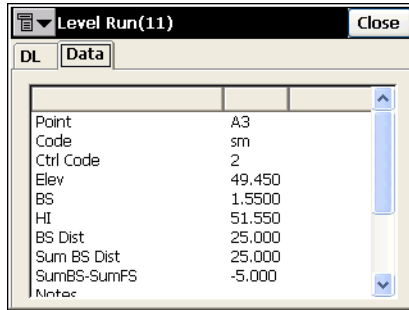 Level Run(11) Close
DL Data
Point A3
Code sm
Ctrl Code 2
Elev 49.450
BS 1.5500
HI 51.550
BS Dist 25.000
Sum BS Dist 25.000
SumBS-SumFS -5.000
Notes